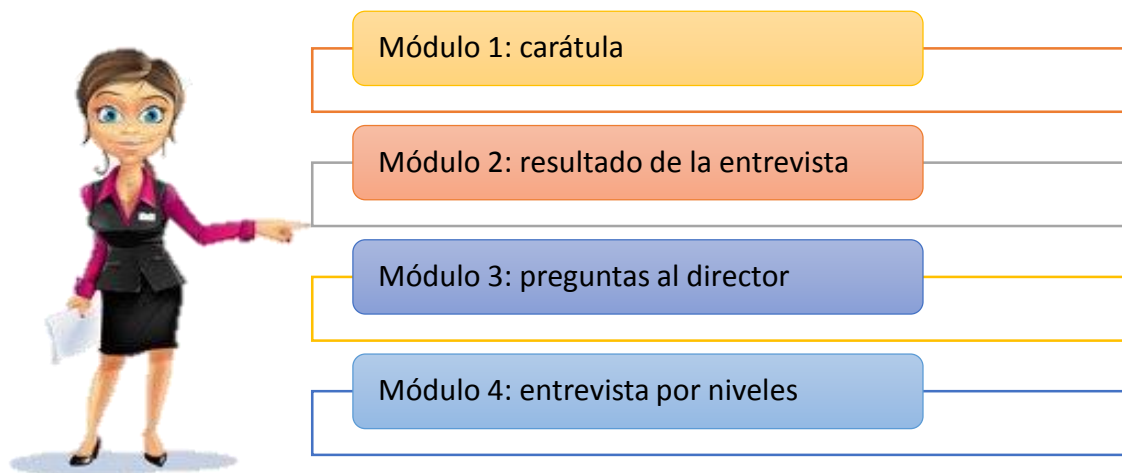 Módulo 1: carátula
Módulo 2: resultado de la entrevista
Módulo 3: preguntas al director
Módulo 4: entrevista por niveles